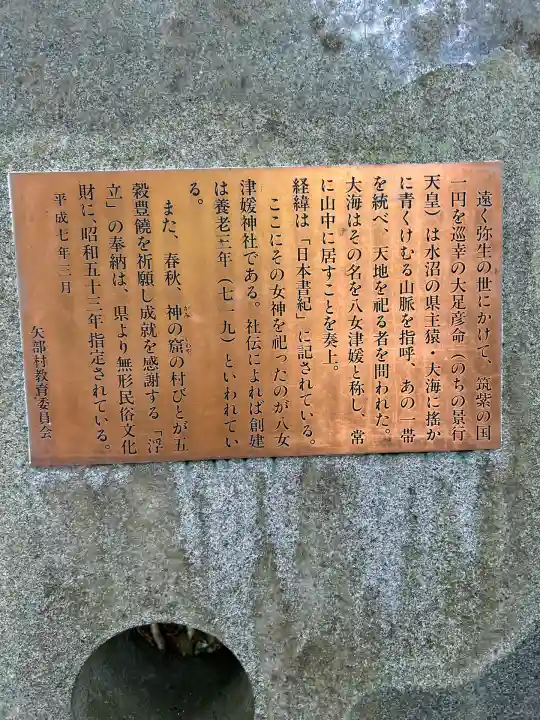 遠く弥生の世にかけて、筑紫の国
一円を巡幸の大足彦命（のちの景行
天皇）は水沼の県主猿・大海に搖か
に青くけむる山脈を指呼、あの一帯
を統べ、天地を祀る者を問われた。
大海はその名を八女津媛と称し、常
に山中に居すことを奏上。
経緯は「日本書紀」に記されている。
ここにその女神を祀ったのが八女
津媛神社である。社伝によれば創建
は養老三年（七一九）といわれてい
る。
また、春秋、神の窟の村びとが五
かみ いわや
穀豊饒を祈願し成就を感謝する「浮
立」の奉納は、県より無形民俗文化
財に、昭和五十三年指定されている。
平成七年三月
矢部村教育委員会